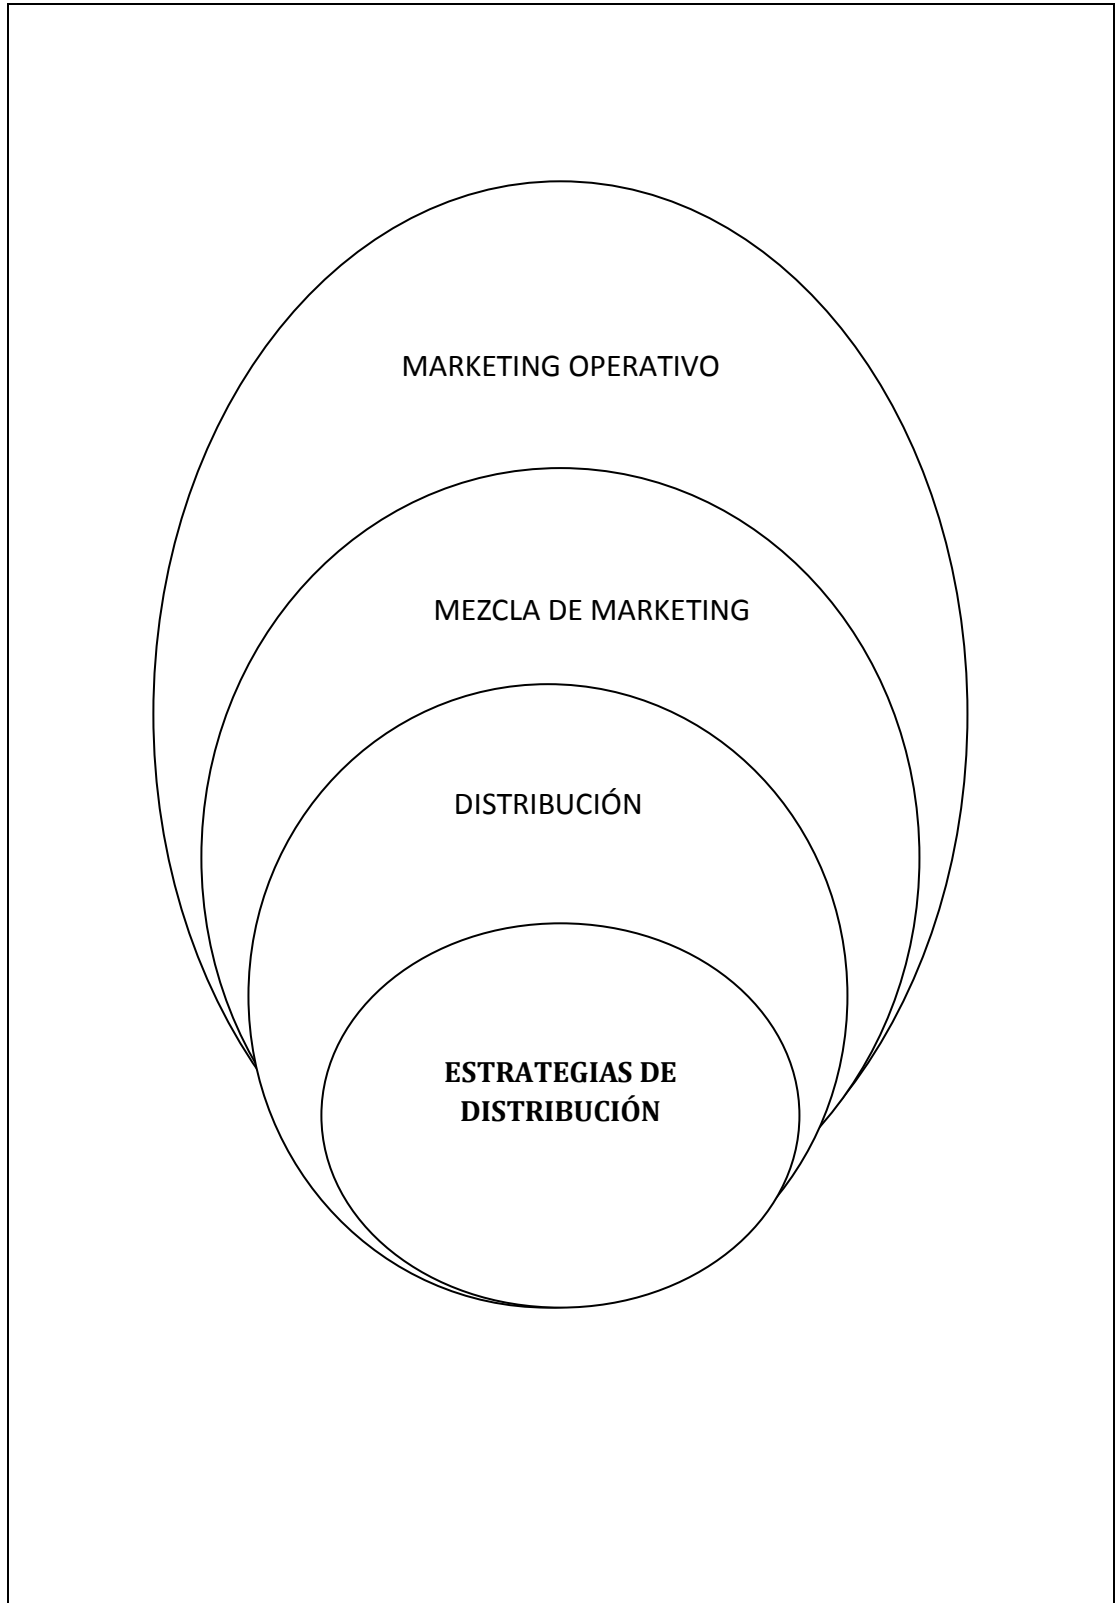 MARKETING OPERATIVO
MEZCLA DE MARKETING
DISTRIBUCIÓN
ESTRATEGIAS DE
DISTRIBUCIÓN